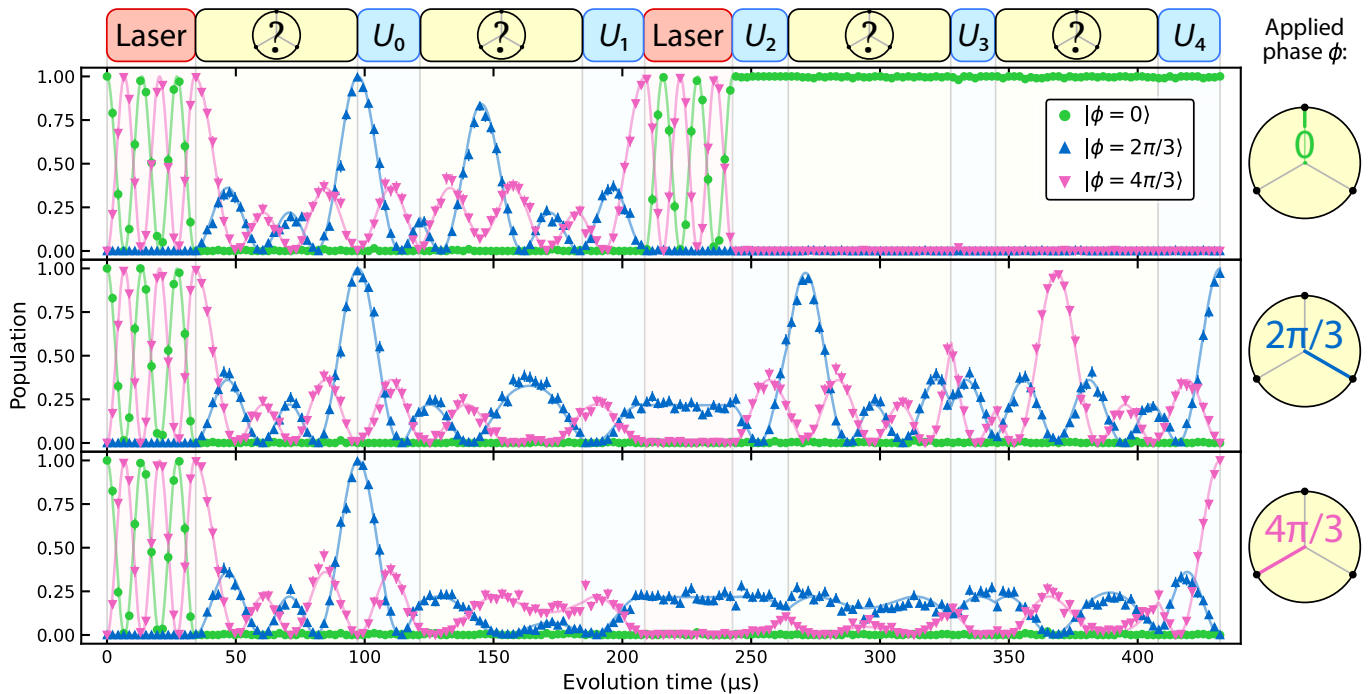 Laser ? U0 ? U1 Laser U2 ? U3 ? U4
Applied
phase ϕ:
1.00
0.75
0.50
0.25
0.00
|ϕ = 0⟩
|ϕ = 2π/3⟩
|ϕ = 4π/3⟩
0
1.00
0.75
0.50
0.25
0.00
Population
2π/3
1.00
0.75
0.50
0.25
0.00
4π/3
0 50 100 150 200 250 300 350 400
Evolution time (μs)